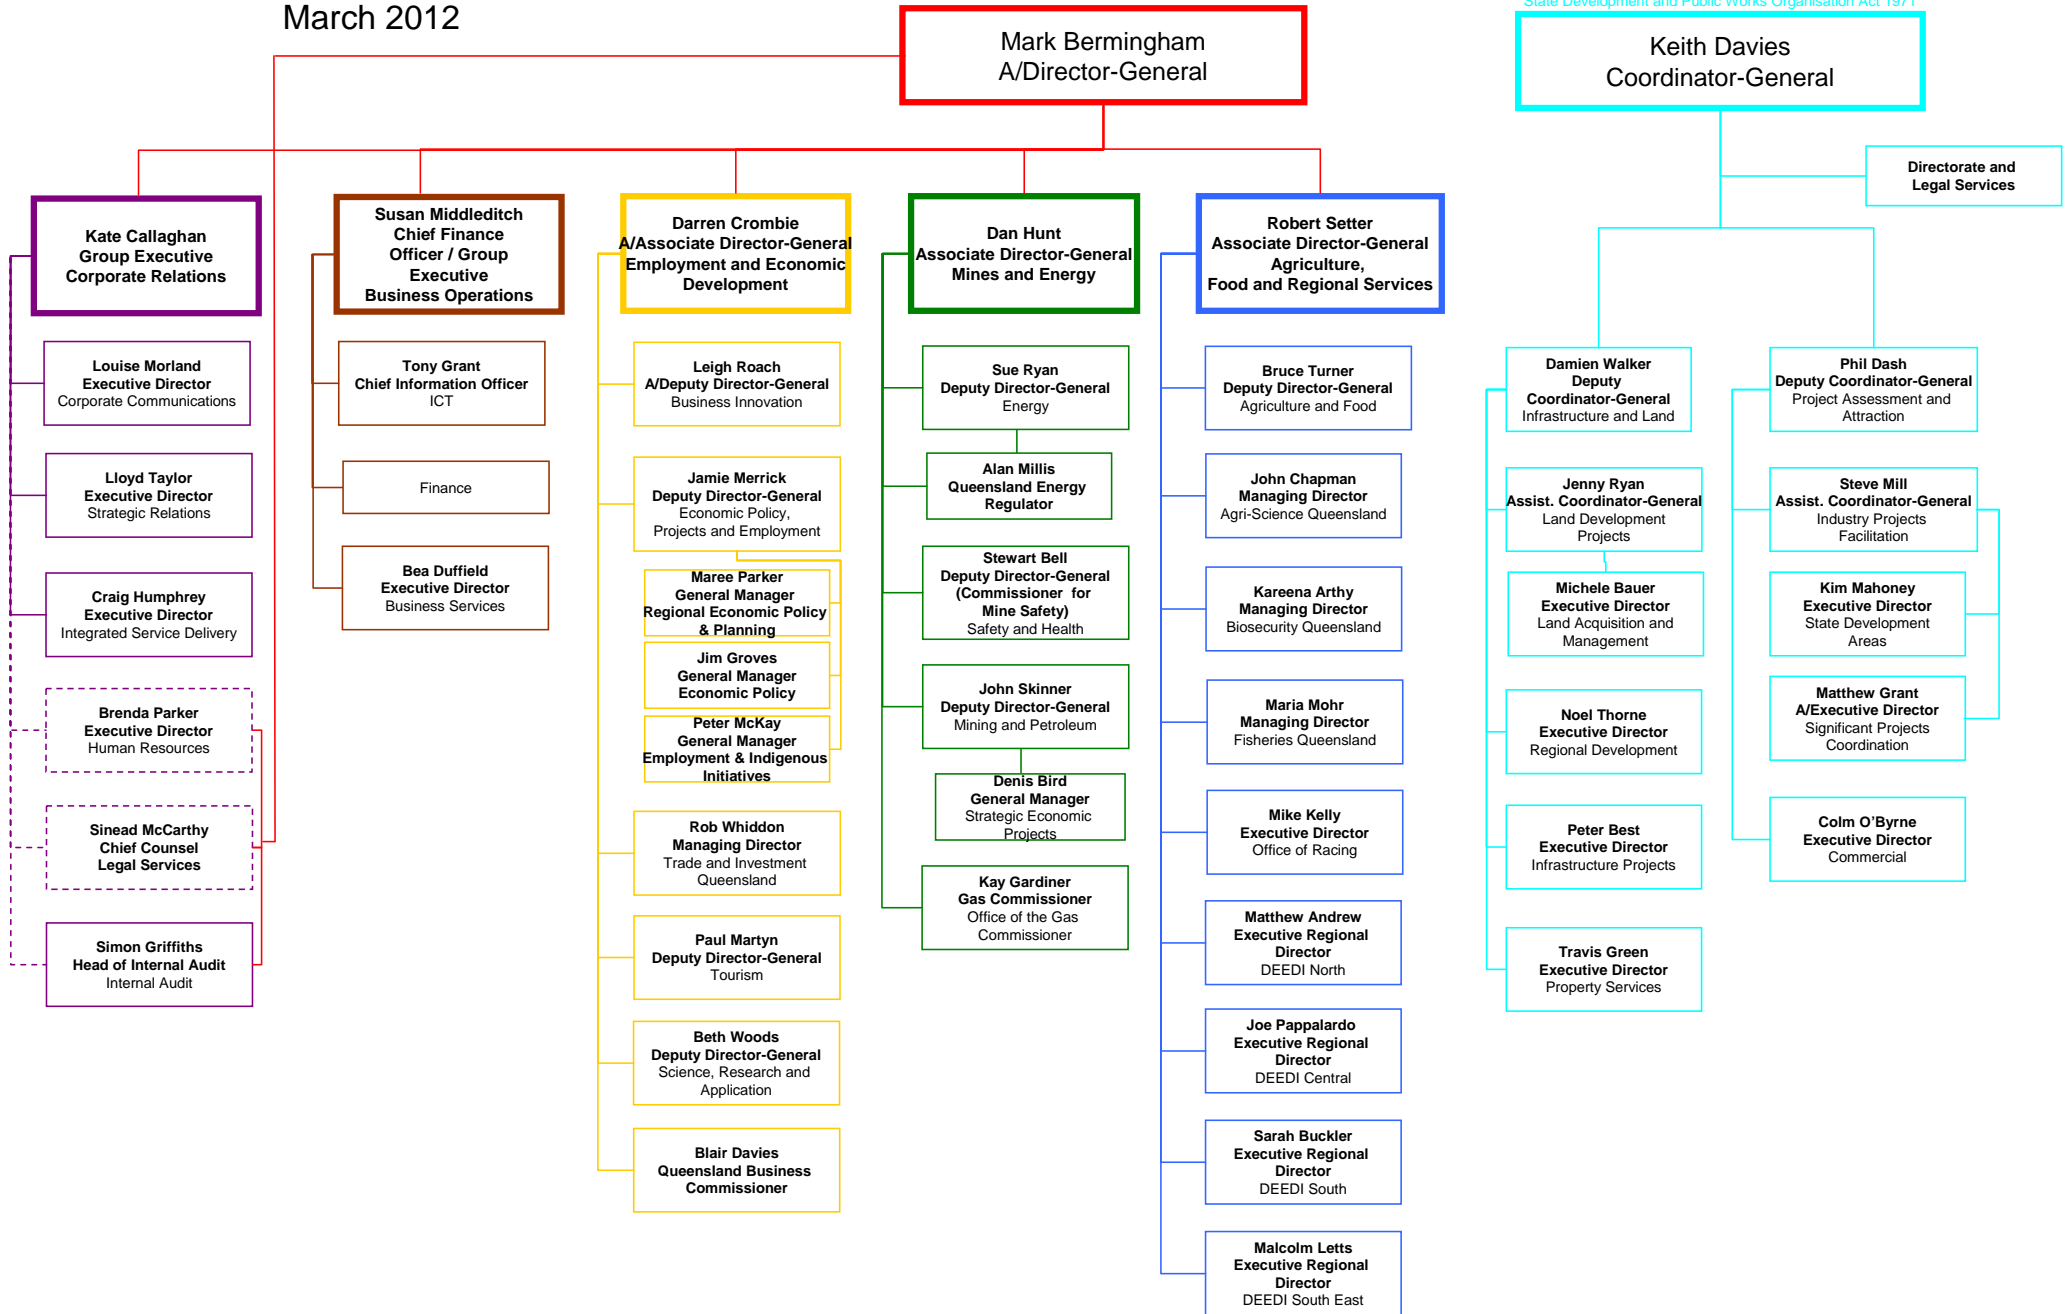 March 2012
State Development and Public Works Organisation Act 1971
Mark Bermingham
A/Director-General
Keith Davies
Coordinator-General
Directorate and
Legal Services
Kate Callaghan
Group Executive
Corporate Relations
Louise Morland
Executive Director
Corporate Communications
Lloyd Taylor
Executive Director
Strategic Relations
Craig Humphrey
Executive Director
Integrated Service Delivery
Brenda Parker
Executive Director
Human Resources
Sinead McCarthy
Chief Counsel
Legal Services
Simon Griffiths
Head of Internal Audit
Internal Audit
Susan Middleditch
Chief Finance
Officer / Group
Executive
Business Operations
Tony Grant
Chief Information Officer
ICT
Finance
Bea Duffield
Executive Director
Business Services
Darren Crombie
A/Associate Director-General
Employment and Economic
Development
Leigh Roach
A/Deputy Director-General
Business Innovation
Jamie Merrick
Deputy Director-General
Economic Policy,
Projects and Employment
Maree Parker
General Manager
Regional Economic Policy
& Planning
Jim Groves
General Manager
Economic Policy
Peter McKay
General Manager
Employment & Indigenous
Initiatives
Rob Whiddon
Managing Director
Trade and Investment
Queensland
Paul Martyn
Deputy Director-General
Tourism
Beth Woods
Deputy Director-General
Science, Research and
Application
Blair Davies
Queensland Business
Commissioner
Dan Hunt
Associate Director-General
Mines and Energy
Sue Ryan
Deputy Director-General
Energy
Alan Millis
Queensland Energy
Regulator
Stewart Bell
Deputy Director-General
(Commissioner for
Mine Safety)
Safety and Health
John Skinner
Deputy Director-General
Mining and Petroleum
Denis Bird
General Manager
Strategic Economic
Projects
Kay Gardiner
Gas Commissioner
Office of the Gas
Commissioner
Robert Setter
Associate Director-General
Agriculture,
Food and Regional Services
Bruce Turner
Deputy Director-General
Agriculture and Food
John Chapman
Managing Director
Agri-Science Queensland
Kareena Arthy
Managing Director
Biosecurity Queensland
Maria Mohr
Managing Director
Fisheries Queensland
Mike Kelly
Executive Director
Office of Racing
Matthew Andrew
Executive Regional
Director
DEEDI North
Joe Pappalardo
Executive Regional
Director
DEEDI Central
Sarah Buckler
Executive Regional
Director
DEEDI South
Malcolm Letts
Executive Regional
Director
DEEDI South East
Damien Walker
Deputy
Coordinator-General
Infrastructure and Land
Jenny Ryan
Assist. Coordinator-General
Land Development
Projects
Michele Bauer
Executive Director
Land Acquisition and
Management
Noel Thorne
Executive Director
Regional Development
Peter Best
Executive Director
Infrastructure Projects
Travis Green
Executive Director
Property Services
Phil Dash
Deputy Coordinator-General
Project Assessment and
Attraction
Steve Mill
Assist. Coordinator-General
Industry Projects
Facilitation
Kim Mahoney
Executive Director
State Development
Areas
Matthew Grant
A/Executive Director
Significant Projects
Coordination
Colm O’Byrne
Executive Director
Commercial